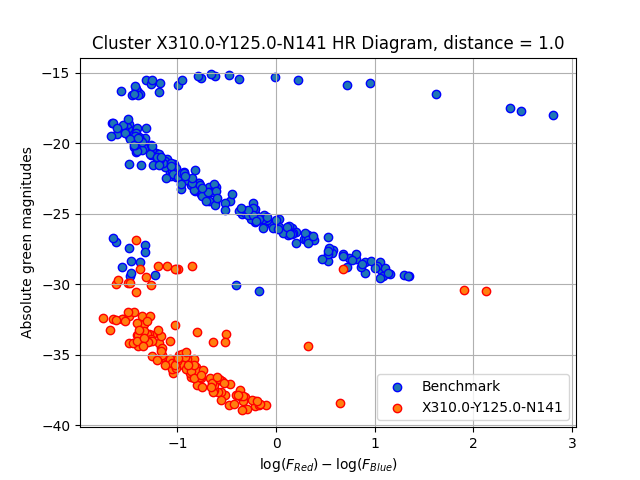 Cluster X310.0-Y125.0-N141 HR Diagram, distance = 1.0
Absolute green magnitudes
−15
−20
−25
−30
−35
−40
−1
0
1
2
3
log(F_Red) − log(F_Blue)
Benchmark
X310.0-Y125.0-N141